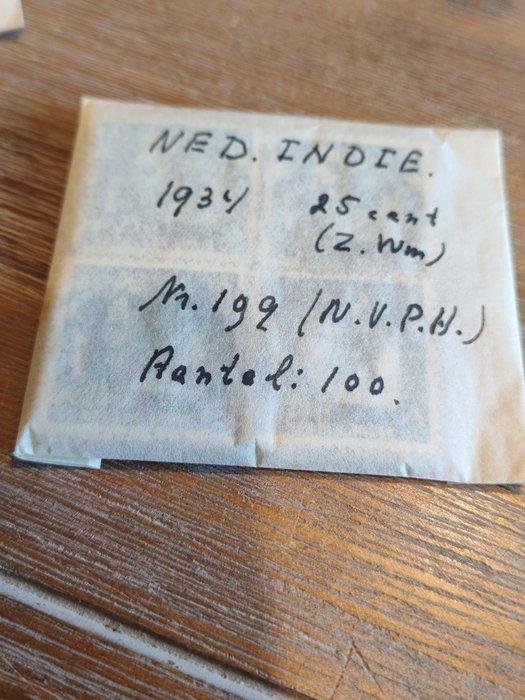 NED. INDIE.
1934 25 cent
(Z. Wm)
Nr. 199 (N.V.P.H.)
Aantal: 100.